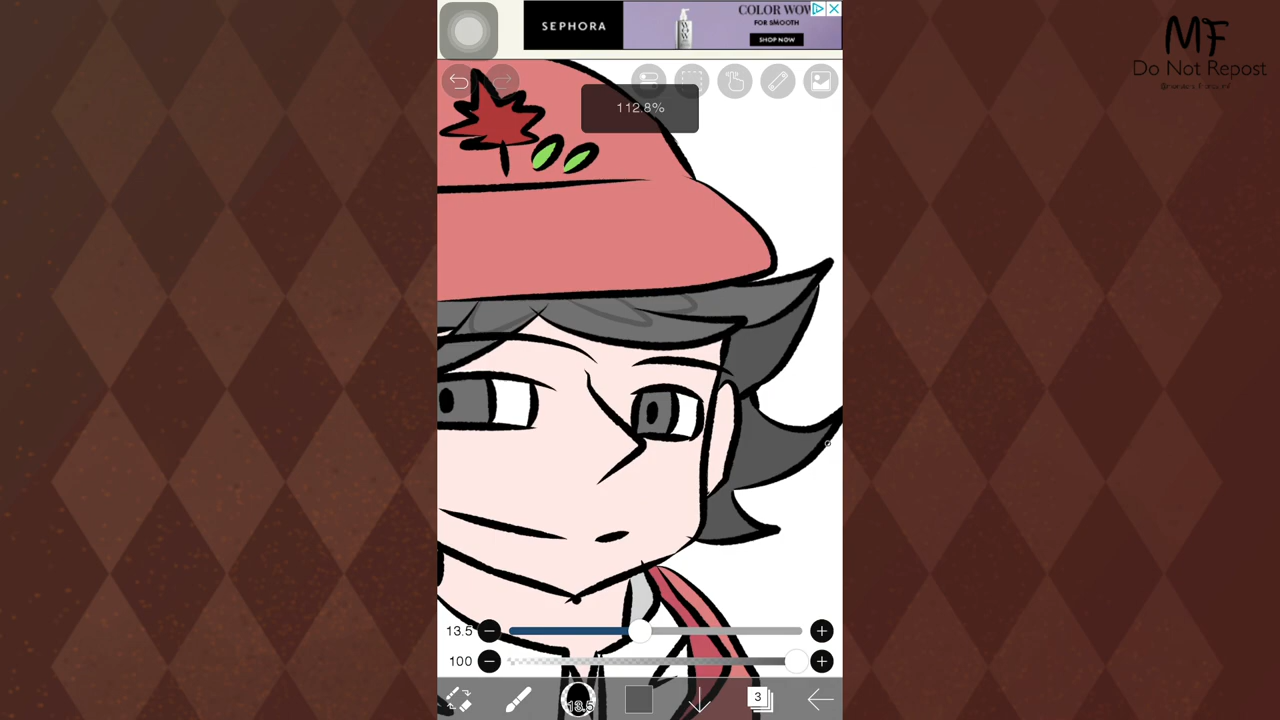 SEPHORA
COLOR WOW
FOR SMOOTH
SHOP NOW
MF
Do Not Repost
112.8%
13.5
100
13.5
3